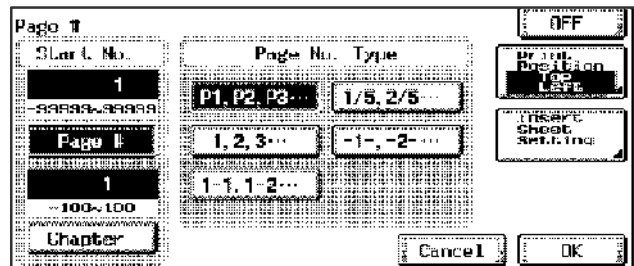 Page #
OFF
Start No.
Page No. Type
Print
Position
Top
Left
1
P1, P2, P3···
1/5, 2/5···
-99999~99999
Insert
Sheet
Setting
Page #
1, 2, 3···
-1-, -2-···
1
1-1, 1-2···
-100~100
Chapter
Cancel
OK